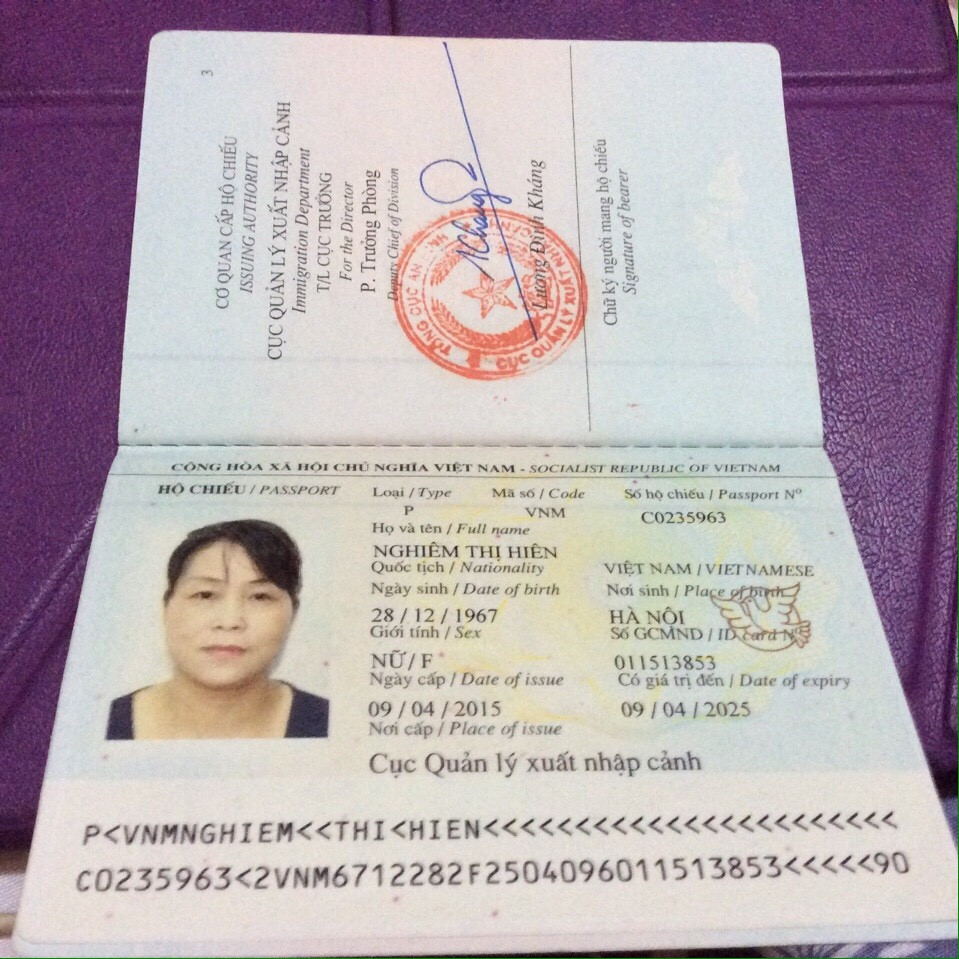 3
CƠ QUAN CẤP HỘ CHIẾU
ISSUING AUTHORITY
CỤC QUẢN LÝ XUẤT NHẬP CẢNH
Immigration Department
T/L CỤC TRƯỞNG
For the Director
P. Trưởng Phòng
Deputy Chief of Division
TỔNG CỤC AN
CỤC QUẢN LÝ XUẤT NHẬP CẢNH
Lương Đình Kháng
Chữ ký người mang hộ chiếu
Signature of bearer
CỘNG HÒA XÃ HỘI CHỦ NGHĨA VIỆT NAM - SOCIALIST REPUBLIC OF VIETNAM
HỘ CHIẾU / PASSPORT Loại / Type Mã số / Code Số hộ chiếu / Passport Nº
P VNM C0235963
Họ và tên / Full name
NGHIÊM THỊ HIÊN
Quốc tịch / Nationality VIỆT NAM / VIETNAMESE
Ngày sinh / Date of birth Nơi sinh / Place of birth
28 / 12 / 1967 HÀ NỘI
Giới tính / Sex Số GCMND / ID card Nº
NỮ / F 011513853
Ngày cấp / Date of issue Có giá trị đến / Date of expiry
09 / 04 / 2015 09 / 04 / 2025
Nơi cấp / Place of issue
Cục Quản lý xuất nhập cảnh
P<VNMNGHIEM<<THI<HIEN<<<<<<<<<<<<<<<<<<<<<<<
C0235963<2VNM6712282F2504096011513853<<<<<90